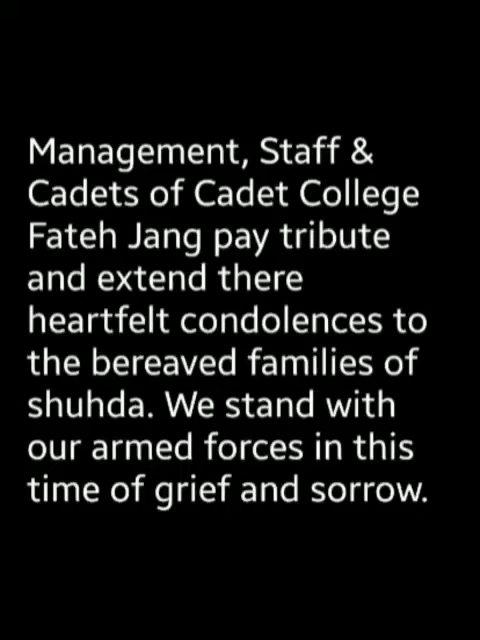 Management, Staff &
Cadets of Cadet College
Fateh Jang pay tribute
and extend there
heartfelt condolences to
the bereaved families of
shuhda. We stand with
our armed forces in this
time of grief and sorrow.